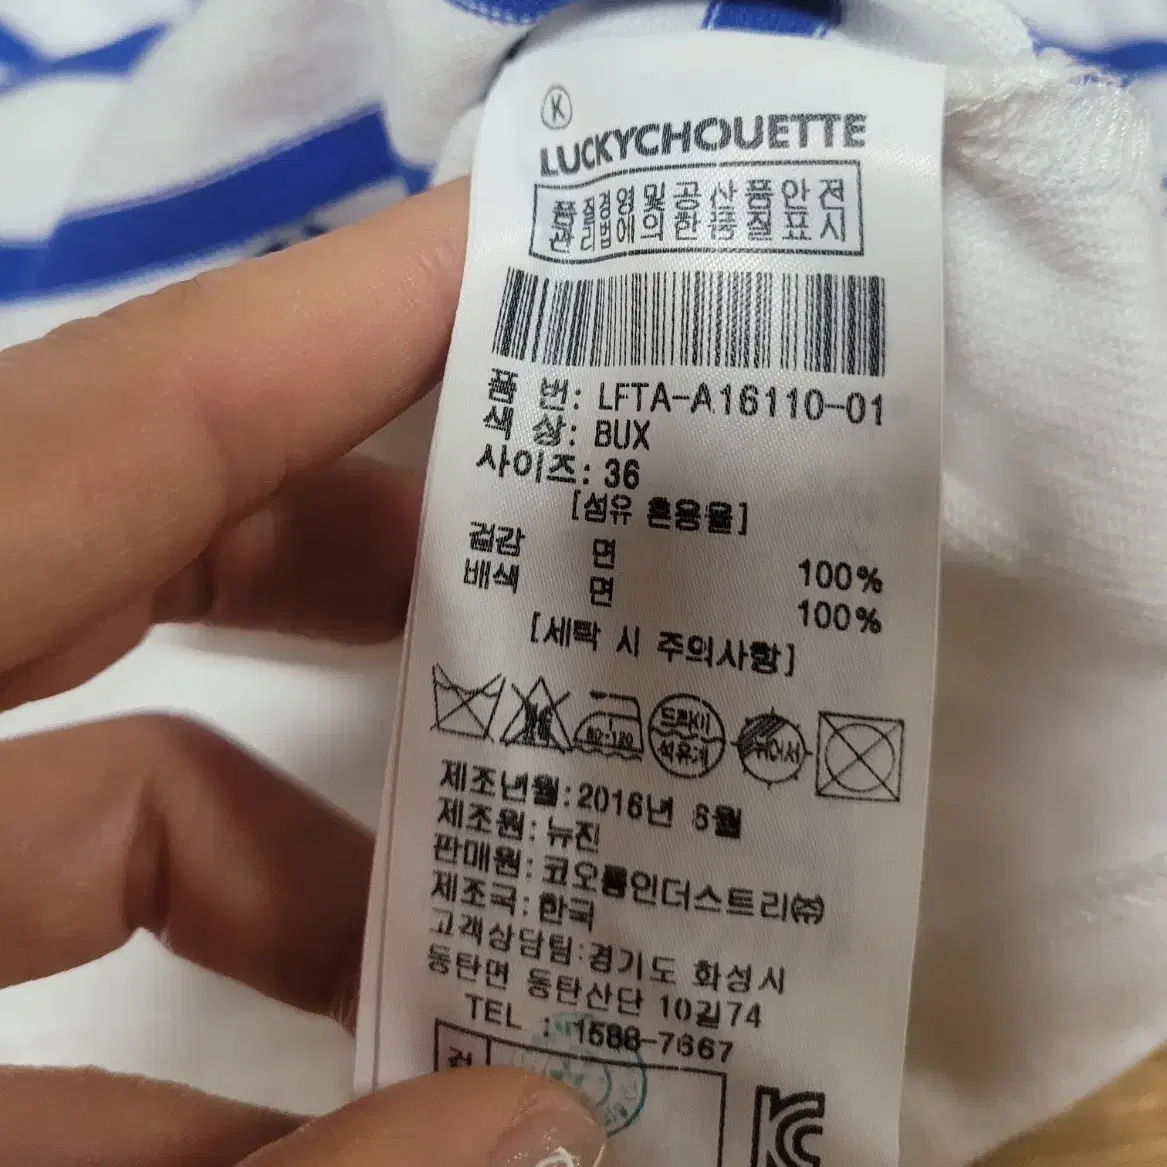 K
LUCKYCHOUETTE
품질경영및공산품안전
관리법에의한품질표시
품 번: LFTA-A16110-01
색 상: BUX
사이즈: 36
[섬유 혼용율]
겉감 면 100%
배색 면 100%
[세탁 시 주의사항]
80~120
드라이
석유계
뉘어서
제조년월:2016년 6월
제조원:뉴진
판매원:코오롱인더스트리㈜
제조국:한국
고객상담팀:경기도 화성시
동탄면 동탄산단 10길74
TEL : 1588-7667